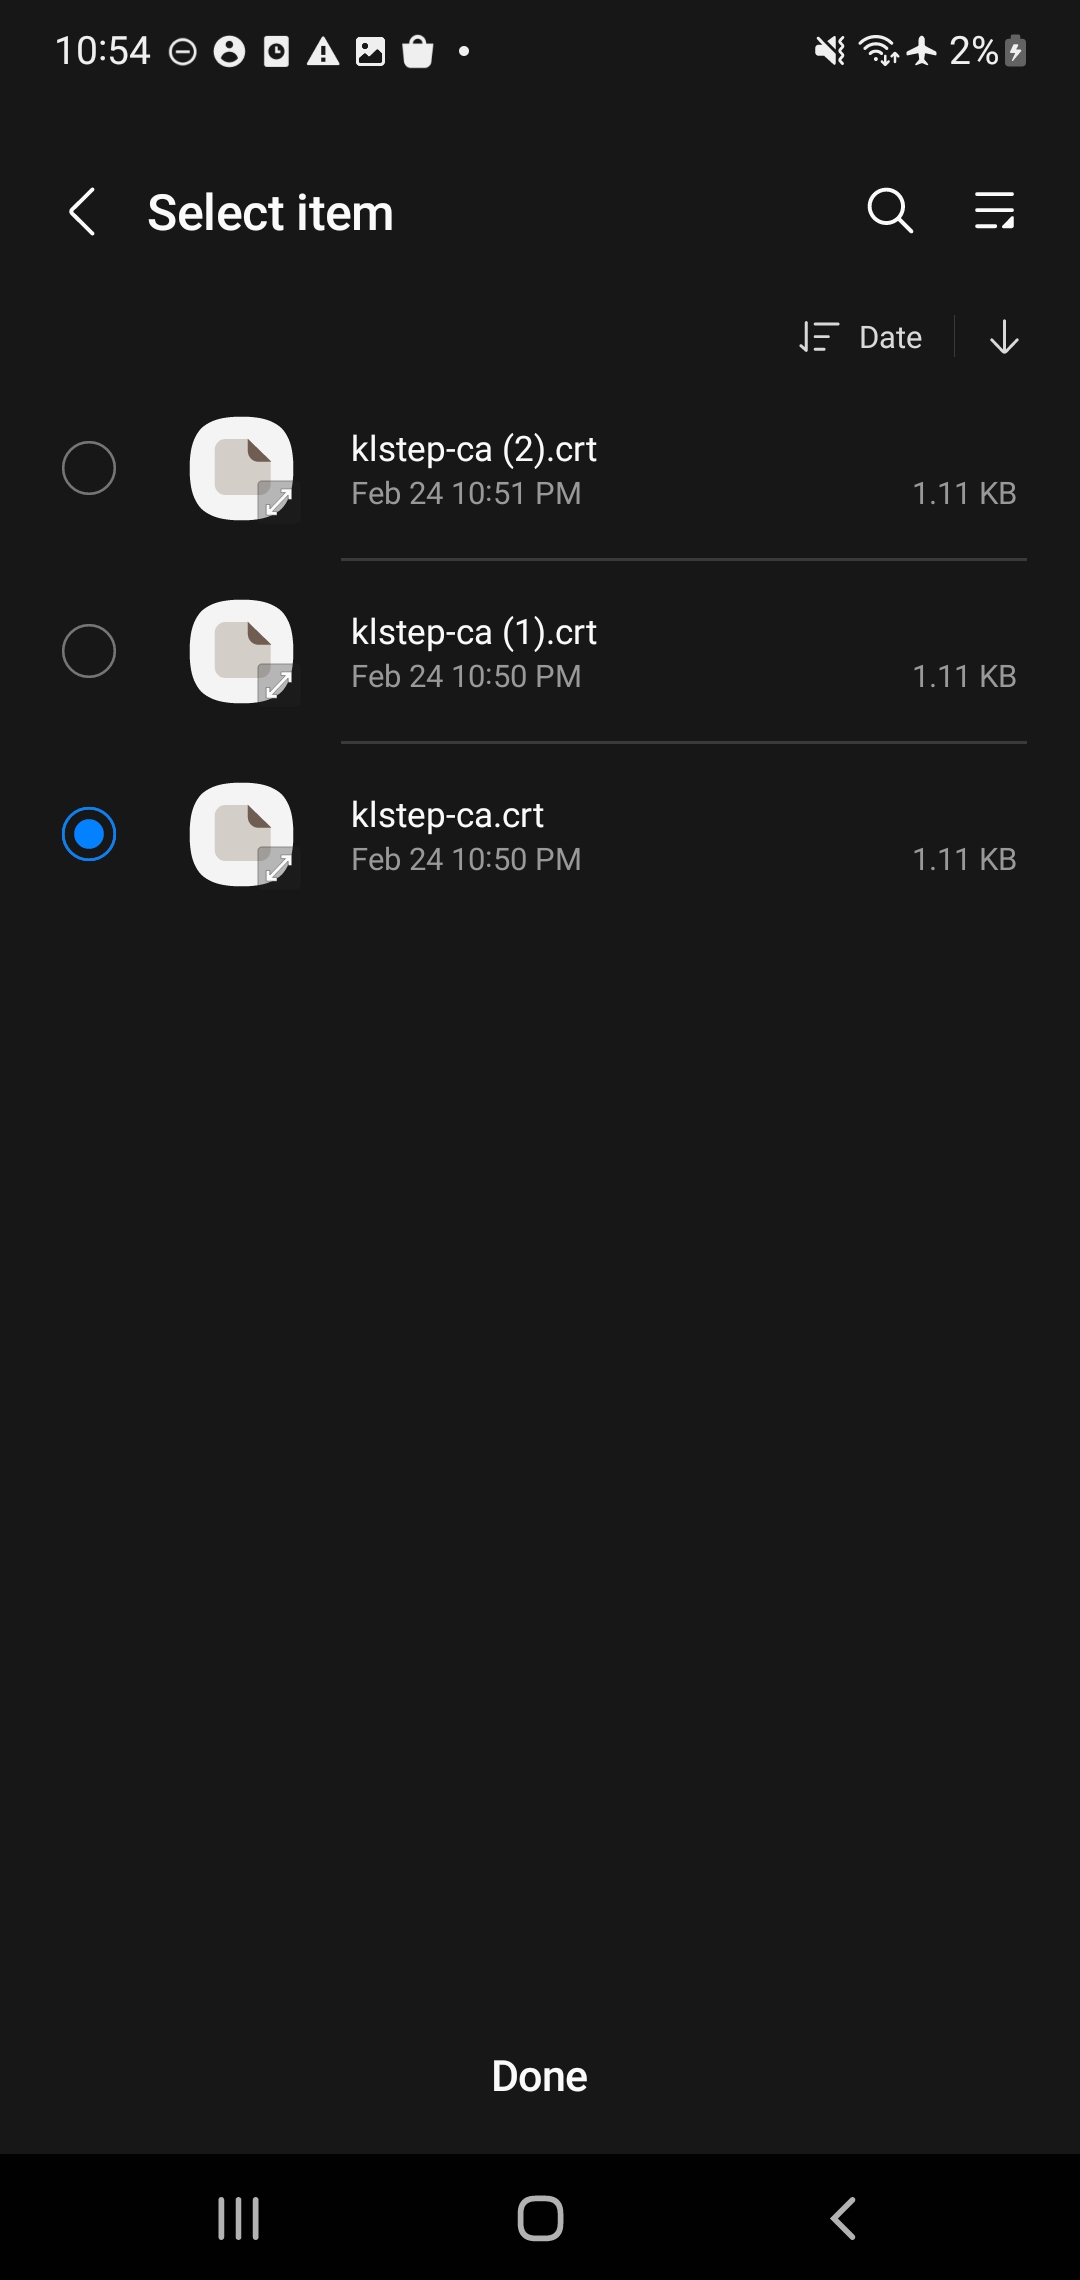 10:54 2%
Select item
Date
klstep-ca (2).crt
Feb 24 10:51 PM 1.11 KB
klstep-ca (1).crt
Feb 24 10:50 PM 1.11 KB
klstep-ca.crt
Feb 24 10:50 PM 1.11 KB
Done